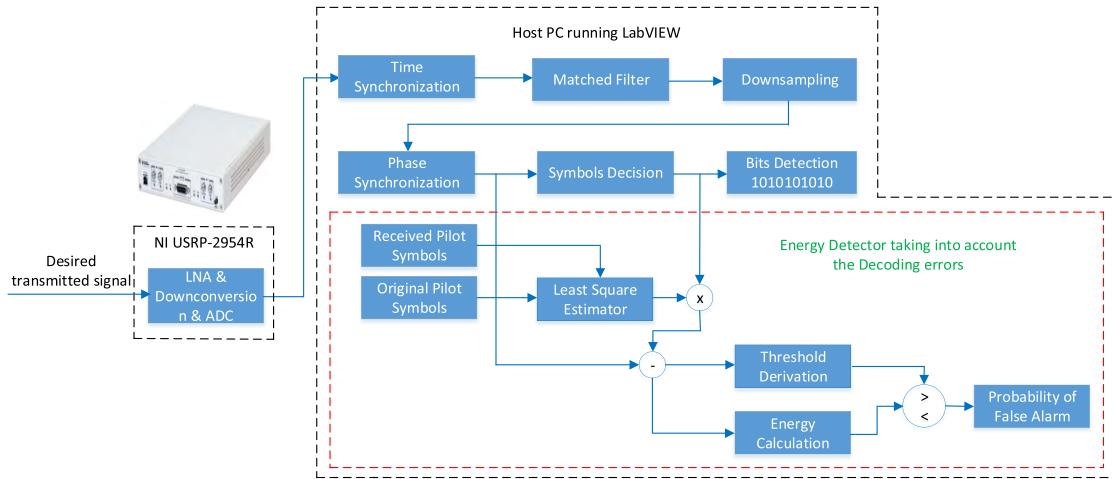 Host PC running LabVIEW
Time
Synchronization
Matched Filter
Downsampling
Phase
Synchronization
Symbols Decision
Bits Detection
1010101010
NI USRP-2954R
Desired
transmitted signal
LNA &
Downconversio
n & ADC
Received Pilot
Symbols
Original Pilot
Symbols
Least Square
Estimator
x
Energy Detector taking into account
the Decoding errors
-
Threshold
Derivation
Energy
Calculation
>
<
Probability of
False Alarm